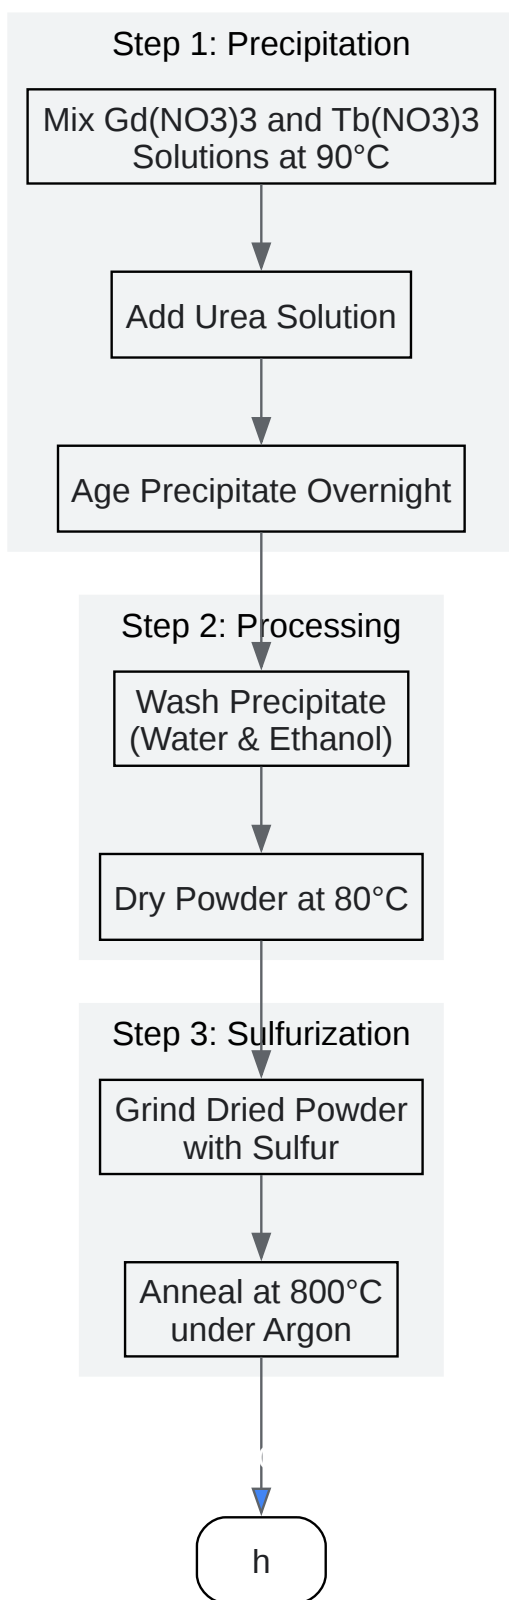 Step 1: Precipitation
Mix Gd(NO3)3 and Tb(NO3)3
Solutions at 90°C
Add Urea Solution
Age Precipitate Overnight
Step 2: Processing
Wash Precipitate
(Water & Ethanol)
Dry Powder at 80°C
Step 3: Sulfurization
Grind Dried Powder
with Sulfur
Anneal at 800°C
under Argon
h